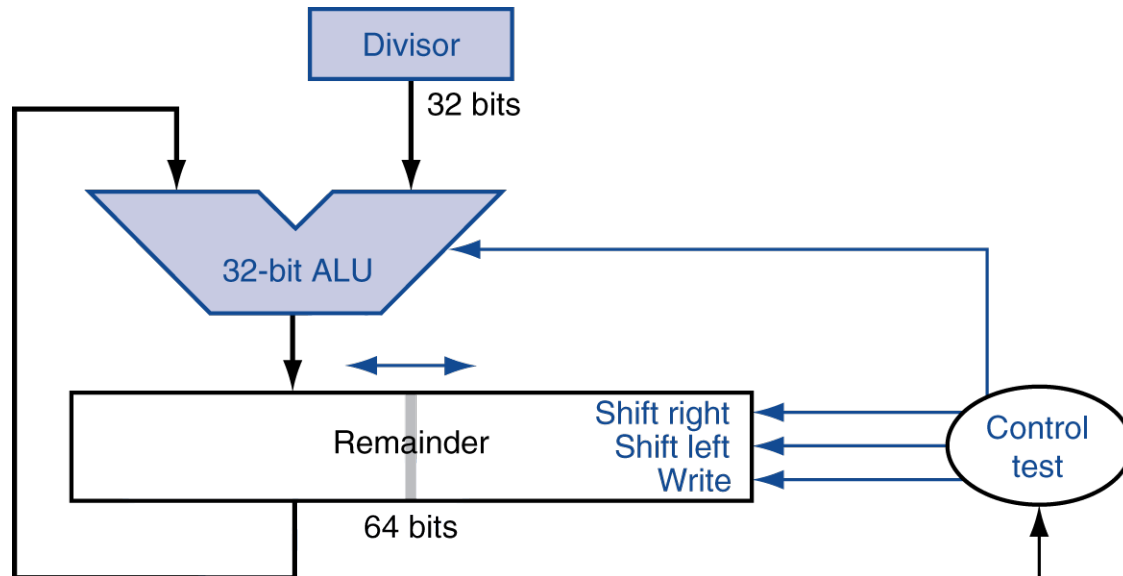 Divisor
32 bits
32-bit ALU
Shift right
Remainder
Shift left
Write
64 bits
Control
test